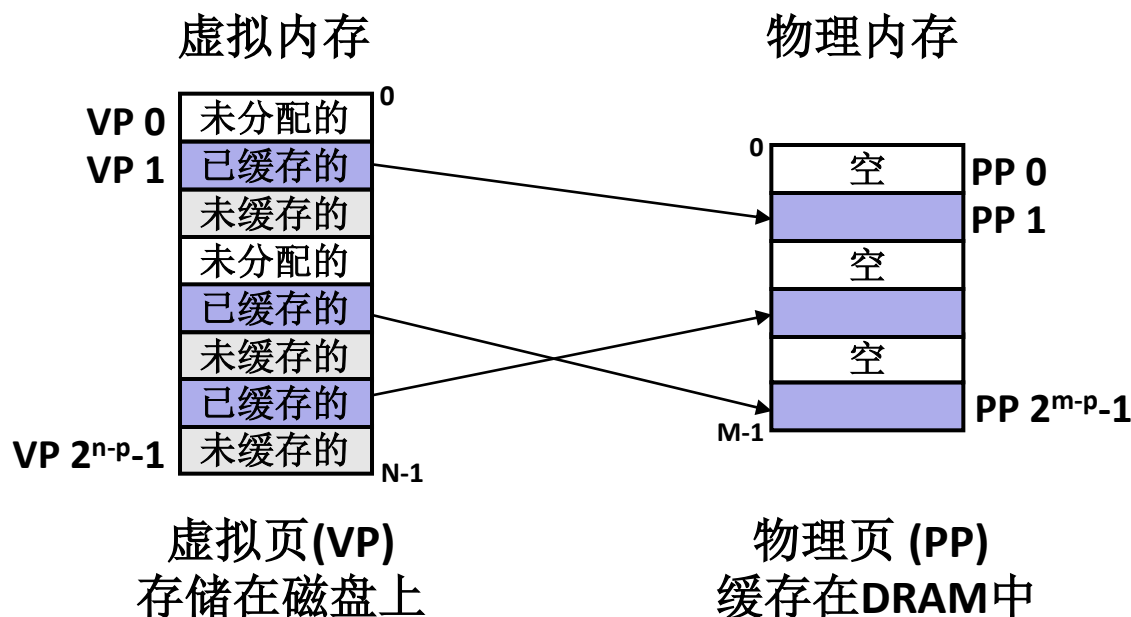 虚拟内存
物理内存
0
VP 0 未分配的
VP 1 已缓存的
未缓存的
未分配的
已缓存的
未缓存的
已缓存的
VP 2ⁿ⁻ᵖ-1 未缓存的
N-1
0
空 PP 0
PP 1
空
空
PP 2ᵐ⁻ᵖ-1
M-1
虚拟页(VP)
存储在磁盘上
物理页 (PP)
缓存在DRAM中